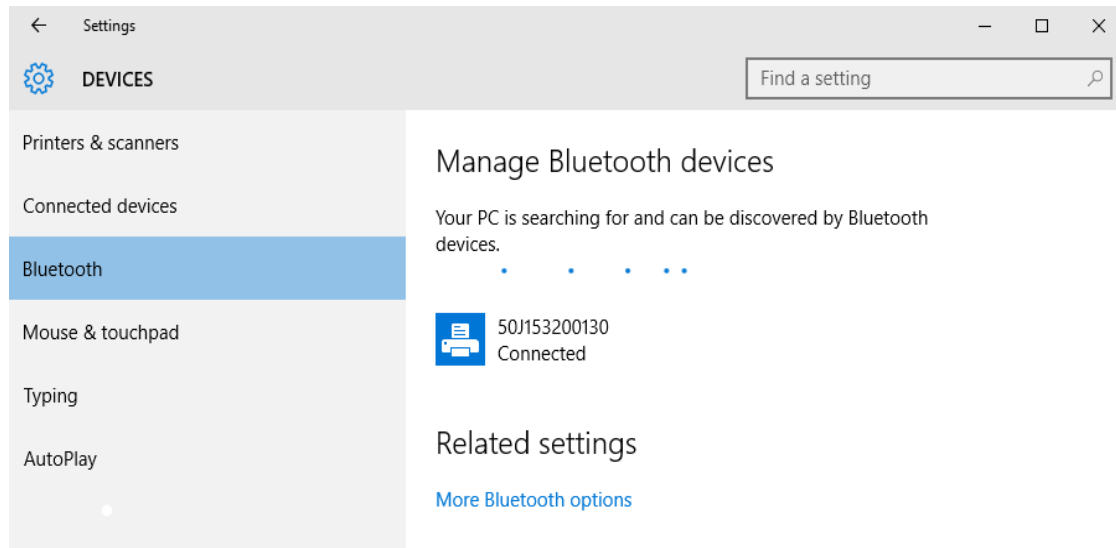 Settings
DEVICES
Find a setting
Printers & scanners
Connected devices
Bluetooth
Mouse & touchpad
Typing
AutoPlay
Manage Bluetooth devices
Your PC is searching for and can be discovered by Bluetooth
devices.
50J153200130
Connected
Related settings
More Bluetooth options